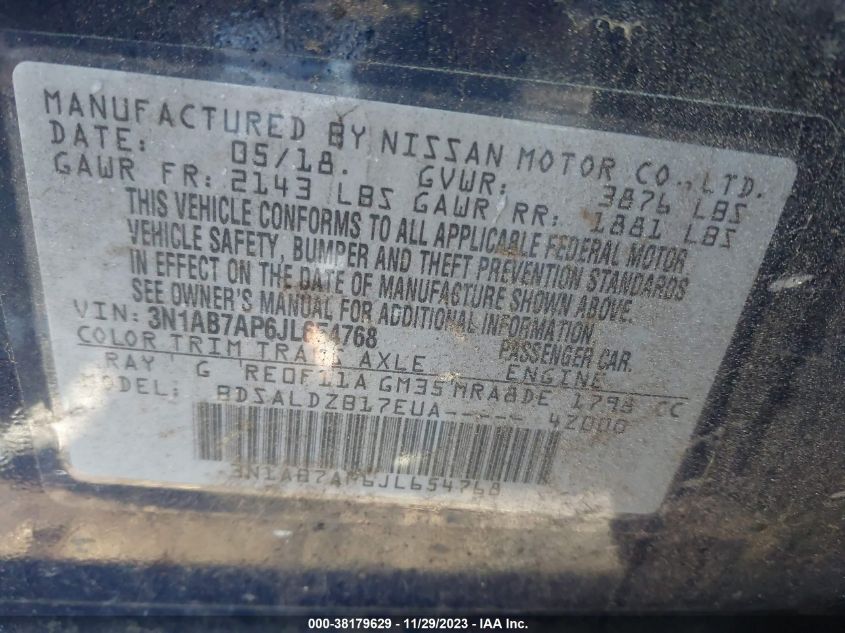 MANUFACTURED BY NISSAN MOTOR CO., LTD.
DATE: 05/18. GVWR: 3876 LBS
GAWR FR: 2143 LBS GAWR RR: 1881 LBS
THIS VEHICLE CONFORMS TO ALL APPLICABLE FEDERAL MOTOR
VEHICLE SAFETY, BUMPER AND THEFT PREVENTION STANDARDS
IN EFFECT ON THE DATE OF MANUFACTURE SHOWN ABOVE.
SEE OWNER'S MANUAL FOR ADDITIONAL INFORMATION
VIN: 3N1AB7AP6JL654768 PASSENGER CAR.
COLOR TRIM TRANS AXLE ENGINE
RAY G RE0F11A GM35 MRA8DE 1798 CC
MODEL: BDSALDZB17EUA----- 4Z000
3N1AB7AP6JL654768
000-38179629 - 11/29/2023 - IAA Inc.